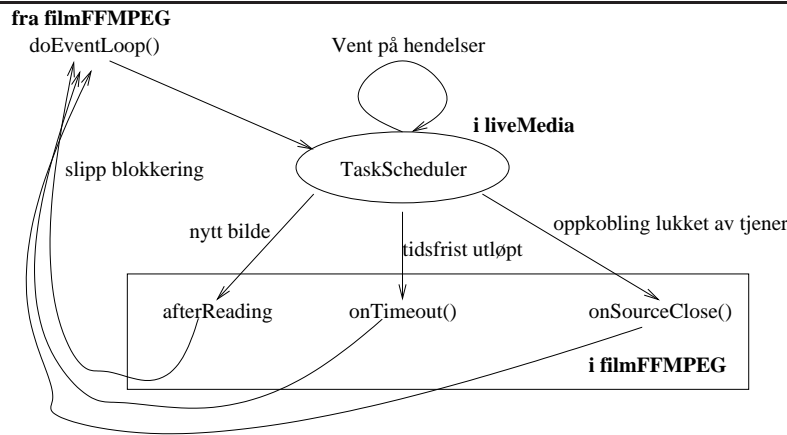 fra filmFFMPEG
doEventLoop()
Vent på hendelser
i liveMedia
TaskScheduler
slipp blokkering
nytt bilde
tidsfrist utløpt
oppkobling lukket av tjener
afterReading
onTimeout()
onSourceClose()
i filmFFMPEG